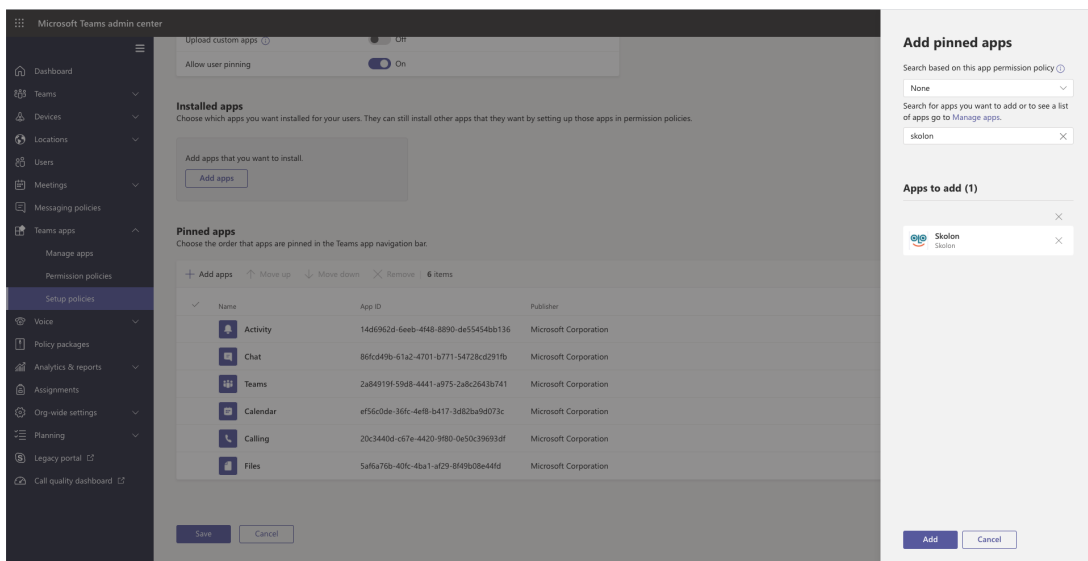 Microsoft Teams admin center
Dashboard
Teams
Devices
Locations
Users
Meetings
Messaging policies
Teams apps
Manage apps
Permission policies
Setup policies
Voice
Policy packages
Analytics & reports
Assignments
Org-wide settings
Planning
Legacy portal
Call quality dashboard
Upload custom apps Off
Allow user pinning On
Installed apps
Choose which apps you want installed for your users. They can still install other apps that they want by setting up those apps in permission policies.
Add apps that you want to install.
Add apps
Pinned apps
Choose the order that apps are pinned in the Teams app navigation bar.
Add apps Move up Move down Remove 6 items
Name App ID Publisher
Activity 14d6962d-6eeb-4f48-8890-de55454bb136 Microsoft Corporation
Chat 86fcd49b-61a2-4701-b771-54728cd291fb Microsoft Corporation
Teams 2a84919f-59d8-4441-a975-2a8c2643b741 Microsoft Corporation
Calendar ef56c0de-36fc-4ef8-b417-3d82ba9d073c Microsoft Corporation
Calling 20c3440d-c67e-4420-9f80-0e50c39693df Microsoft Corporation
Files 5af6a76b-40fc-4ba1-af29-8f49b08e44fd Microsoft Corporation
Save Cancel
Add pinned apps
Search based on this app permission policy
None
Search for apps you want to add or to see a list
of apps go to Manage apps.
skolon
Apps to add (1)
Skolon
Skolon
Add Cancel